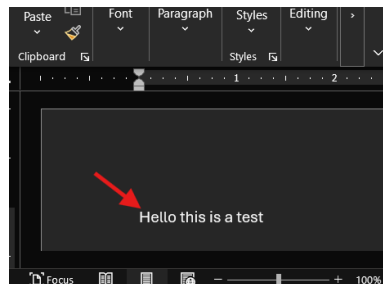 Paste Font Paragraph Styles Editing
Clipboard Styles
1 2
Hello this is a test
Focus 100%